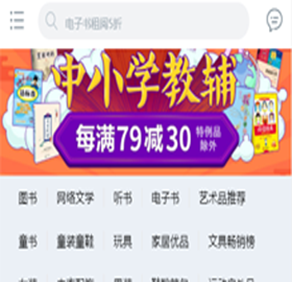 电子书租阅5折
中小学教辅
每满79减30 特例品
除外
图书 网络文学 听书 电子书 艺术品推荐
童书 童装童鞋 玩具 家居优品 文具畅销榜